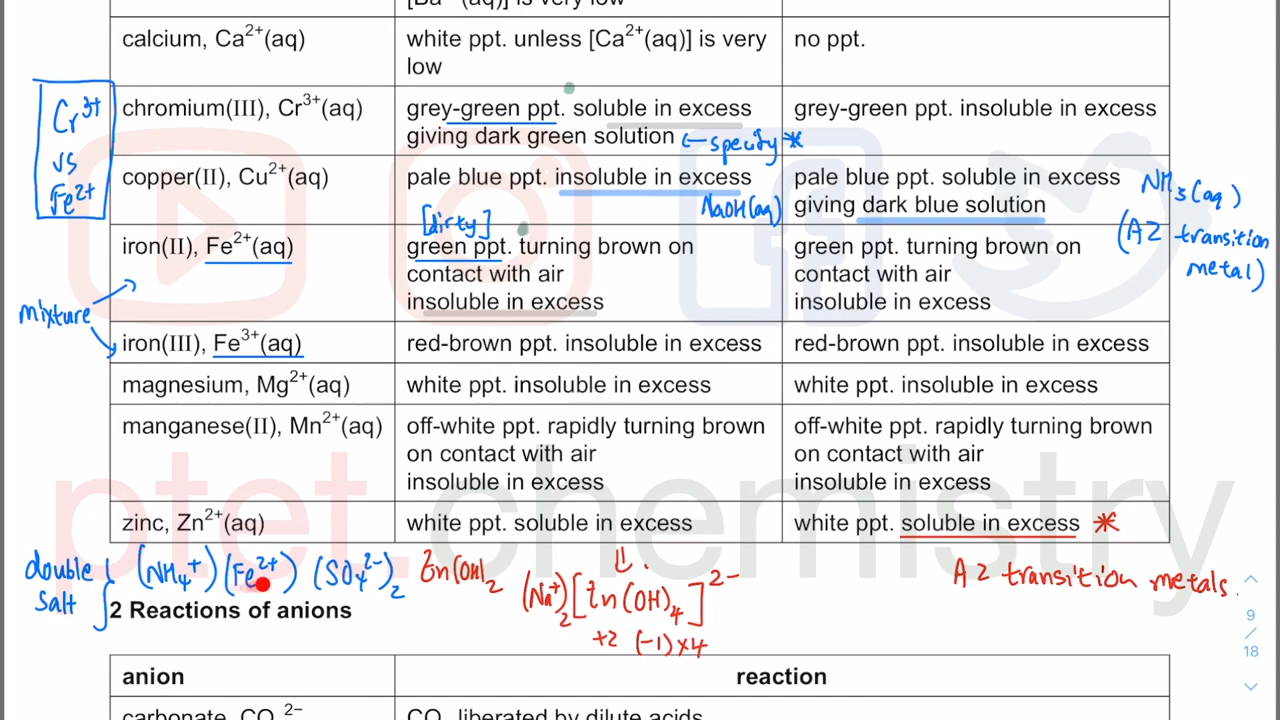 [Ba²⁺(aq)] is very low
calcium, Ca²⁺(aq)
white ppt. unless [Ca²⁺(aq)] is very
low
no ppt.
Cr³⁺
vs
Fe²⁺
chromium(III), Cr³⁺(aq)
grey-green ppt. soluble in excess
giving dark green solution
← specify *
grey-green ppt. insoluble in excess
copper(II), Cu²⁺(aq)
pale blue ppt. insoluble in excess
NaOH(aq)
pale blue ppt. soluble in excess
giving dark blue solution
NH₃(aq)
(A2 transition
metal)
[dirty]
iron(II), Fe²⁺(aq)
green ppt. turning brown on
contact with air
insoluble in excess
green ppt. turning brown on
contact with air
insoluble in excess
mixture
iron(III), Fe³⁺(aq)
red-brown ppt. insoluble in excess
red-brown ppt. insoluble in excess
magnesium, Mg²⁺(aq)
white ppt. insoluble in excess
white ppt. insoluble in excess
manganese(II), Mn²⁺(aq)
off-white ppt. rapidly turning brown
on contact with air
insoluble in excess
off-white ppt. rapidly turning brown
on contact with air
insoluble in excess
ptet.chemistry
zinc, Zn²⁺(aq)
white ppt. soluble in excess
white ppt. soluble in excess *
double
salt
(NH₄⁺)(Fe²⁺)(SO₄²⁻)₂
Zn(OH)₂
(Na⁺)₂[Zn(OH)₄]²⁻
+2 (-1)×4
A2 transition metals.
2 Reactions of anions
9
/
18
anion
reaction
carbonate, CO₃²⁻
CO₂ liberated by dilute acids